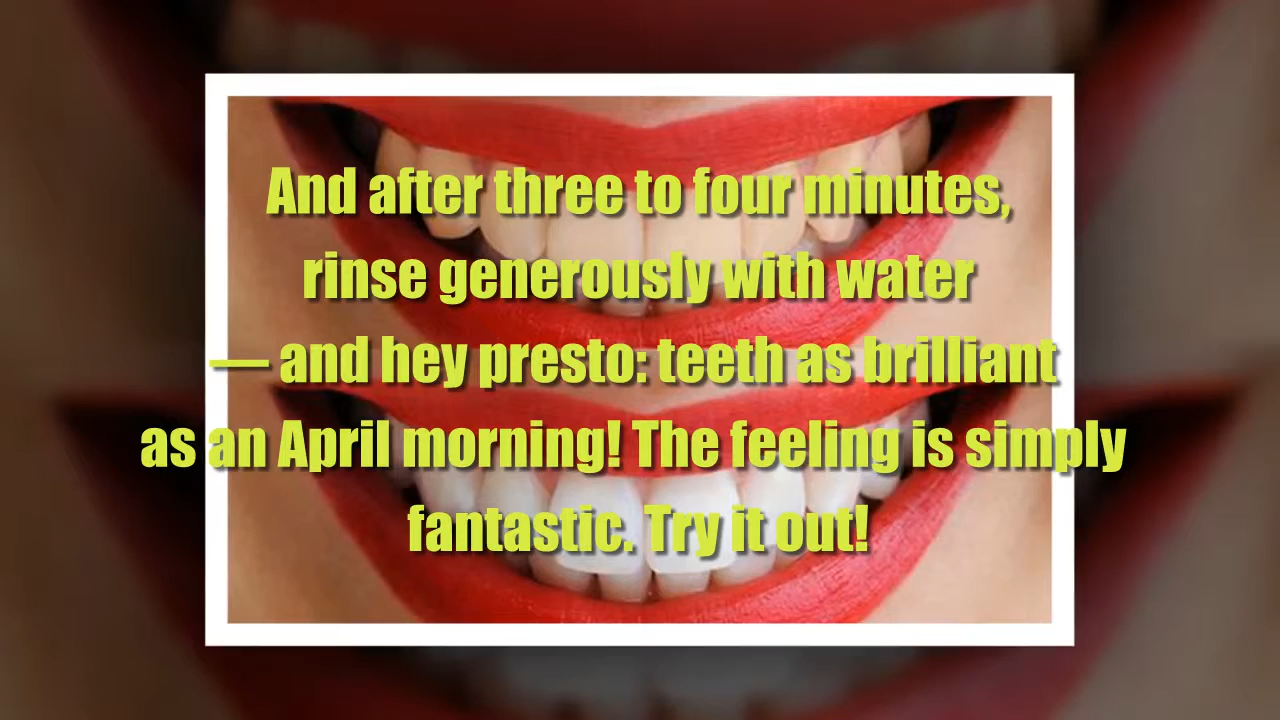 And after three to four minutes,
rinse generously with water
— and hey presto: teeth as brilliant
as an April morning! The feeling is simply
fantastic. Try it out!